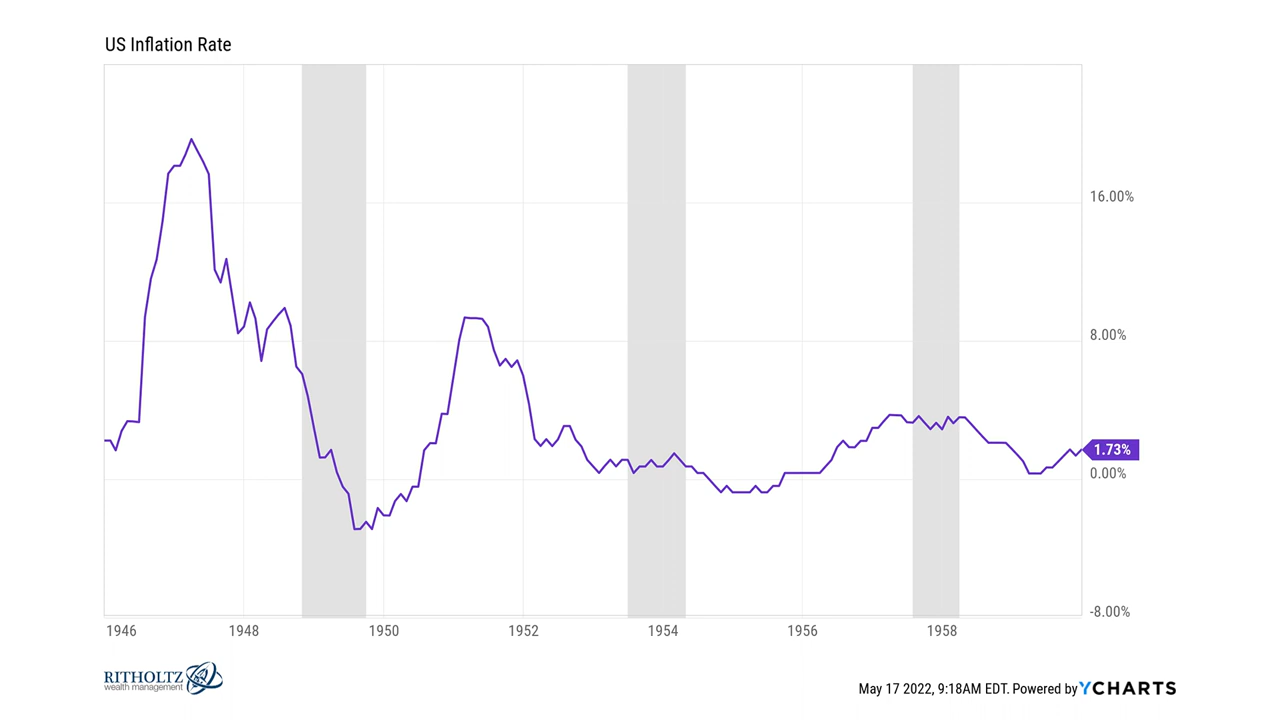 US Inflation Rate
16.00%
8.00%
1.73%
0.00%
-8.00%
1946 1948 1950 1952 1954 1956 1958
RITHOLTZ
wealth management
May 17 2022, 9:18AM EDT. Powered by YCHARTS